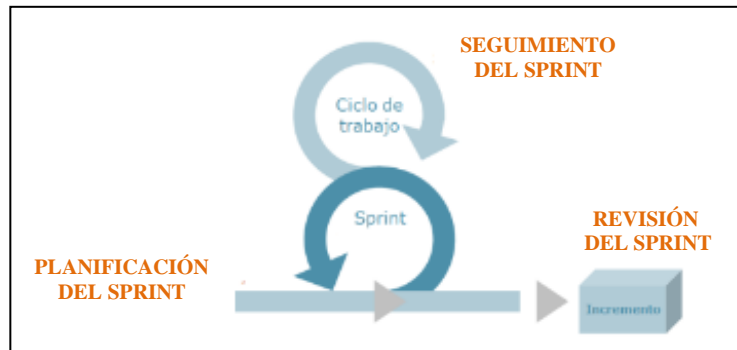 SEGUIMIENTO
DEL SPRINT
Ciclo de
trabajo
Sprint
REVISIÓN
DEL SPRINT
PLANIFICACIÓN
DEL SPRINT
Incremento